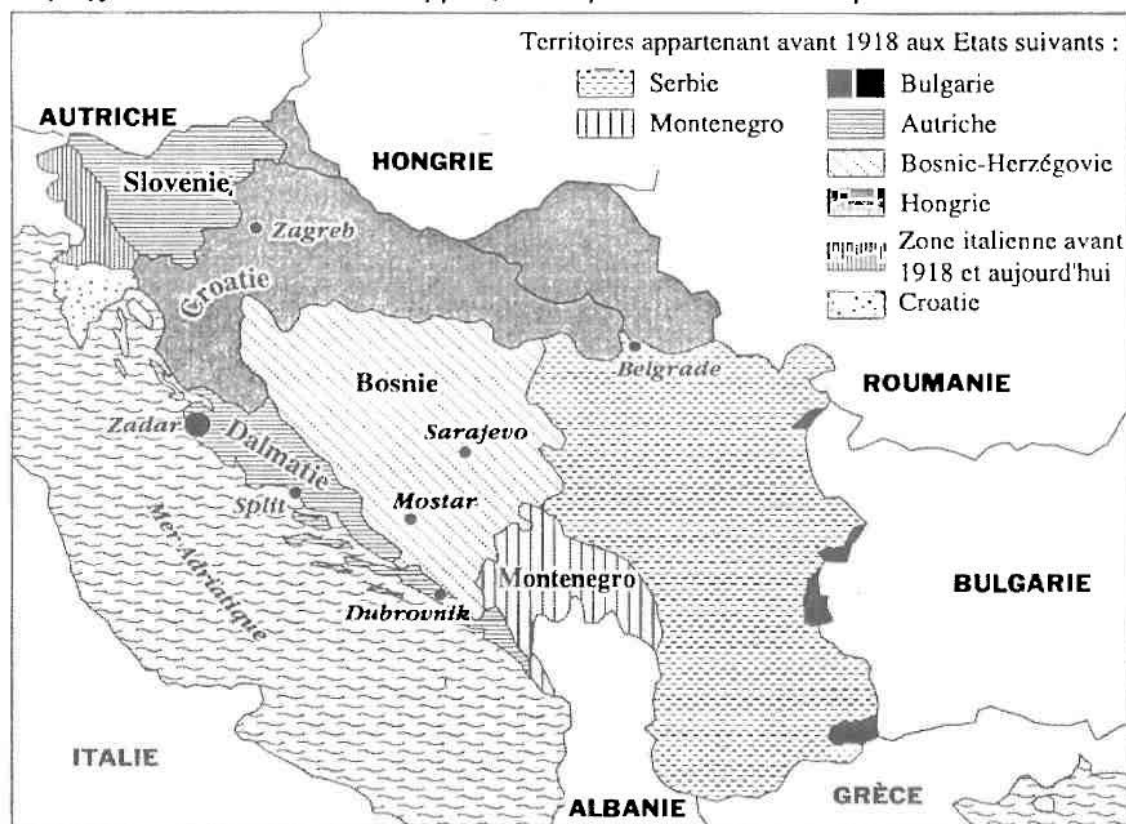 Territoires appartenant avant 1918 aux Etats suivants :
Serbie
Montenegro
Bulgarie
Autriche
Bosnie-Herzégovie
Hongrie
Zone italienne avant
1918 et aujourd'hui
Croatie
AUTRICHE
HONGRIE
Slovénie
Zagreb
Croatie
Belgrade
ROUMANIE
Bosnie
Zadar
Dalmatie
Sarajevo
Split
Mostar
Mer Adriatique
Montenegro
BULGARIE
Dubrovnik
ITALIE
ALBANIE
GRÈCE